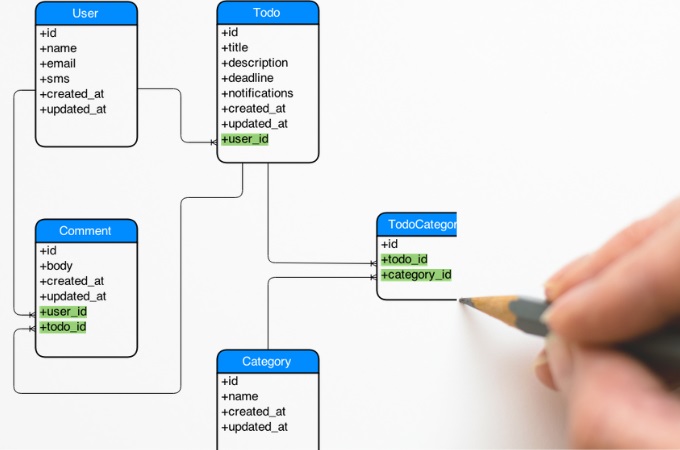 User
+id
+name
+email
+sms
+created_at
+updated_at
Todo
+id
+title
+description
+deadline
+notifications
+created_at
+updated_at
+user_id
Comment
+id
+body
+created_at
+updated_at
+user_id
+todo_id
TodoCategor
+id
+todo_id
+category_id
Category
+id
+name
+created_at
+updated_at